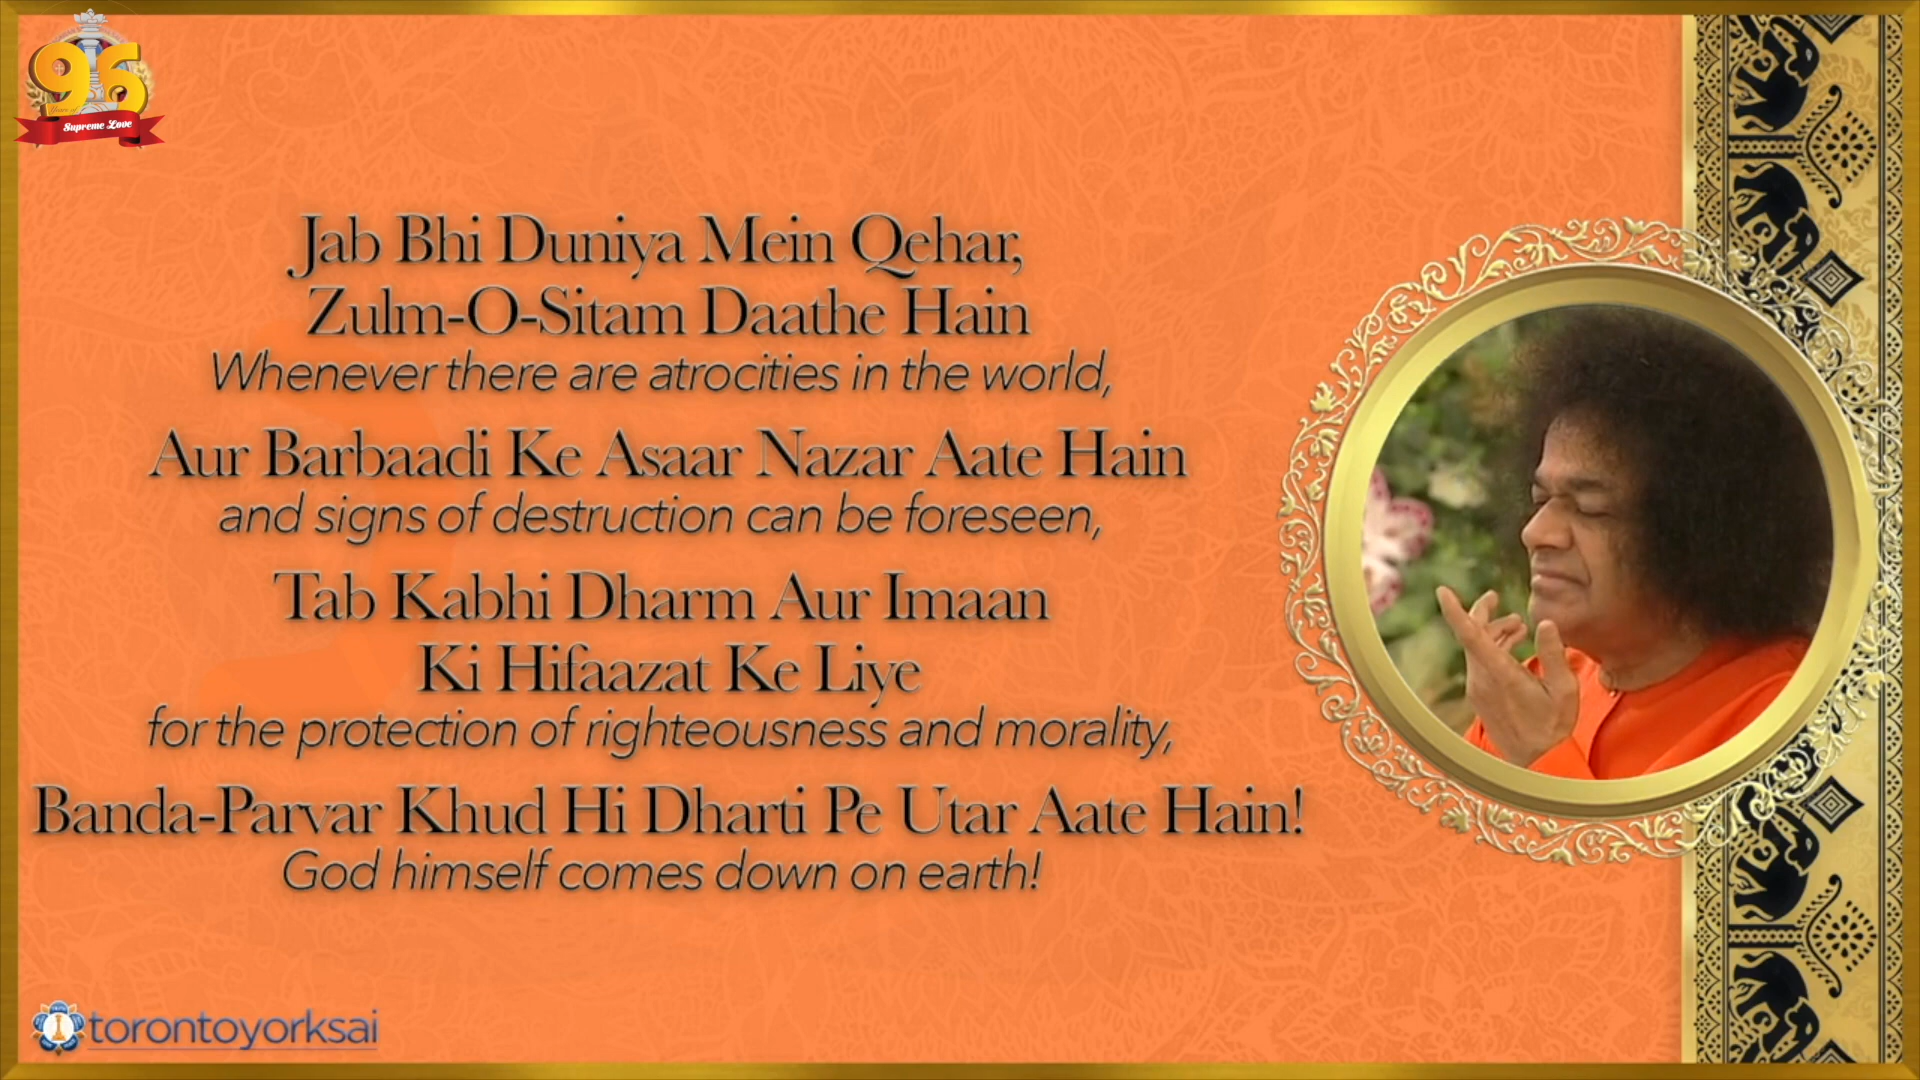 96
Years of
Supreme Love
Jab Bhi Duniya Mein Qehar,
Zulm-O-Sitam Daathe Hain
Whenever there are atrocities in the world,
Aur Barbaadi Ke Asaar Nazar Aate Hain
and signs of destruction can be foreseen,
Tab Kabhi Dharm Aur Imaan
Ki Hifaazat Ke Liye
for the protection of righteousness and morality,
Banda-Parvar Khud Hi Dharti Pe Utar Aate Hain!
God himself comes down on earth!
torontoyorksai